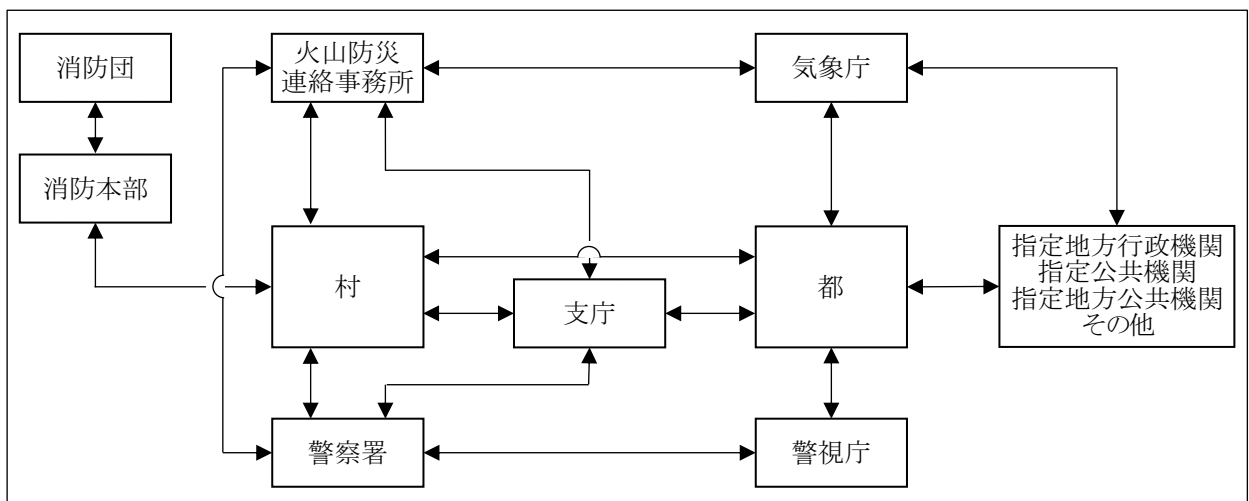 消防団
火山防災
連絡事務所
気象庁
消防本部
村
支庁
都
指定地方行政機関
指定公共機関
指定地方公共機関
その他
警察署
警視庁